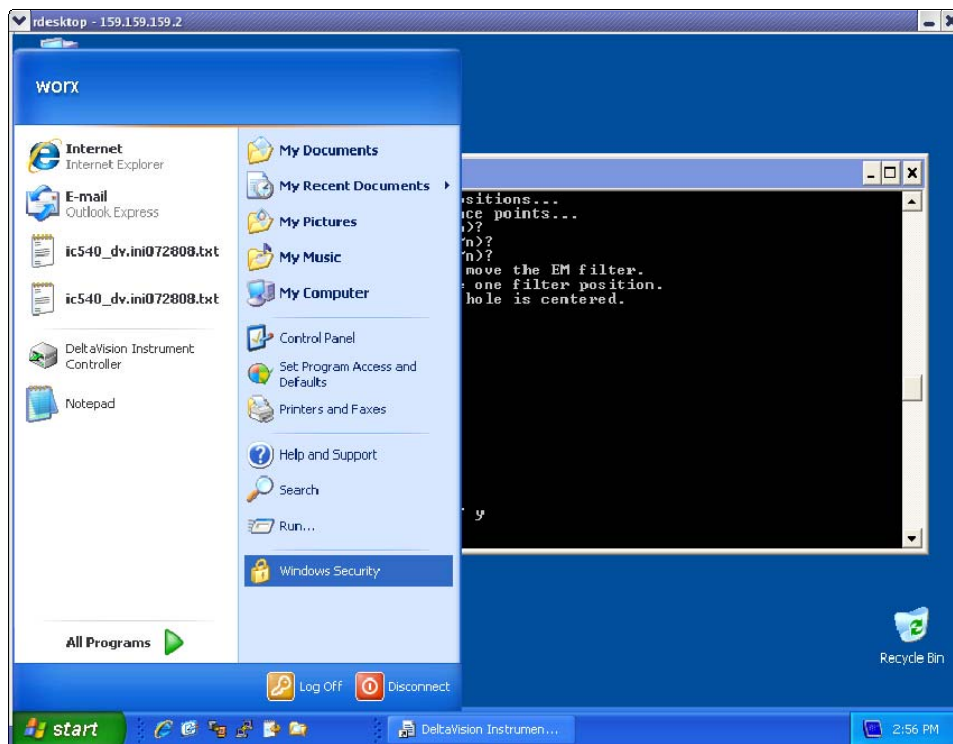 rdesktop - 159.159.159.2
worx
Internet
Internet Explorer
E-mail
Outlook Express
ic540_dv.ini072808.txt
ic540_dv.ini072808.txt
DeltaVision Instrument
Controller
Notepad
All Programs
My Documents
My Recent Documents
My Pictures
My Music
My Computer
Control Panel
Set Program Access and
Defaults
Printers and Faxes
Help and Support
Search
Run...
Windows Security
Log Off
Disconnect
sitions...
ce points...
)?
n)?
n)?
move the EM filter.
one filter position.
hole is centered.
y
Recycle Bin
start
DeltaVision Instrumen...
2:56 PM